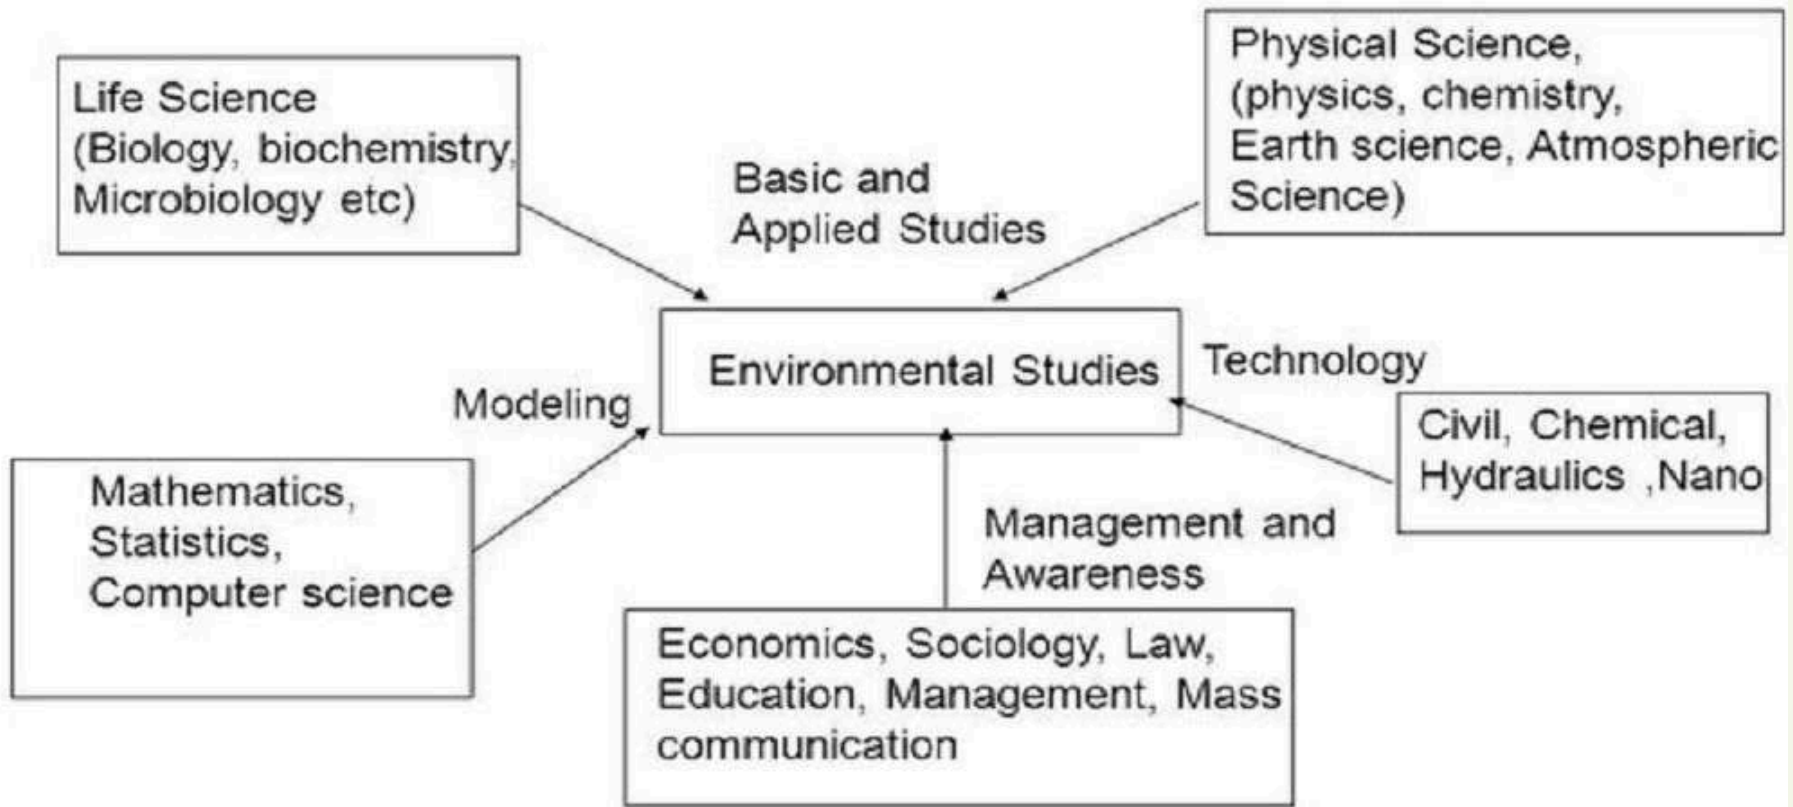 Life Science
(Biology, biochemistry,
Microbiology etc)
Basic and
Applied Studies
Physical Science,
(physics, chemistry,
Earth science, Atmospheric
Science)
Environmental Studies
Technology
Modeling
Civil, Chemical,
Hydraulics ,Nano
Mathematics,
Statistics,
Computer science
Management and
Awareness
Economics, Sociology, Law,
Education, Management, Mass
communication